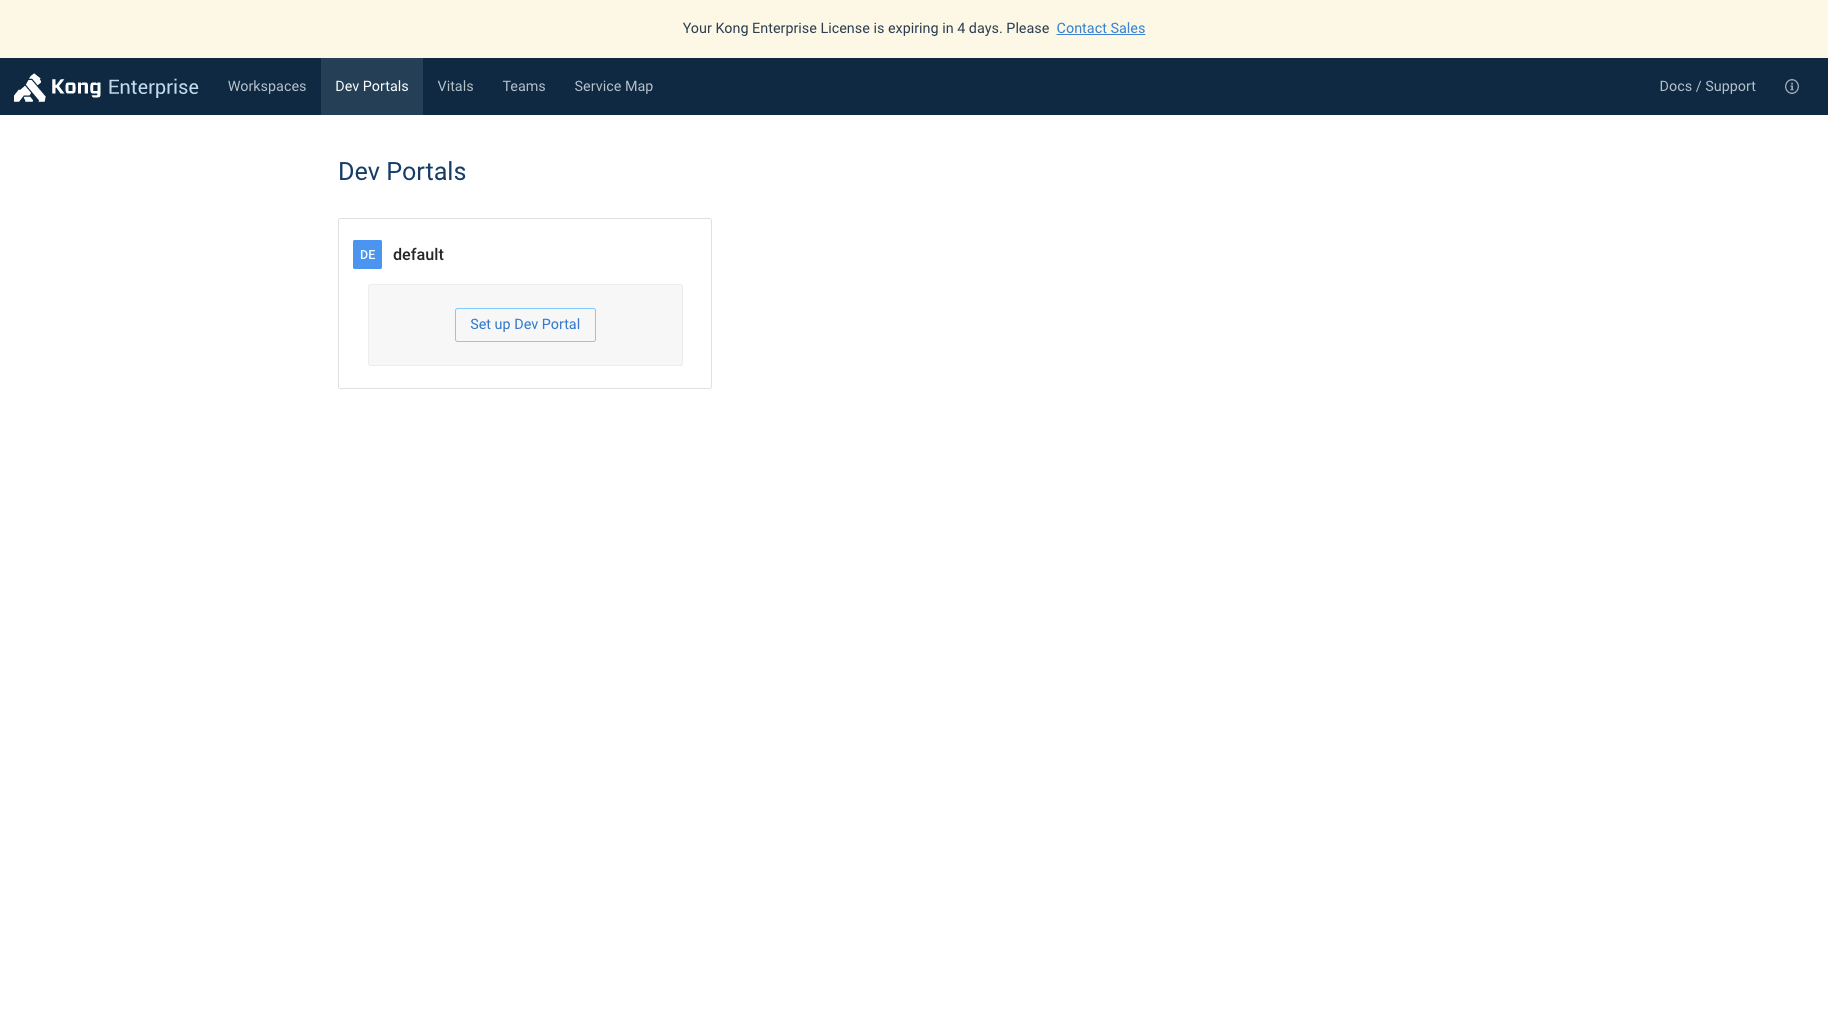 Your Kong Enterprise License is expiring in 4 days. Please Contact Sales
Kong Enterprise Workspaces Dev Portals Vitals Teams Service Map Docs / Support
Dev Portals
DE default
Set up Dev Portal